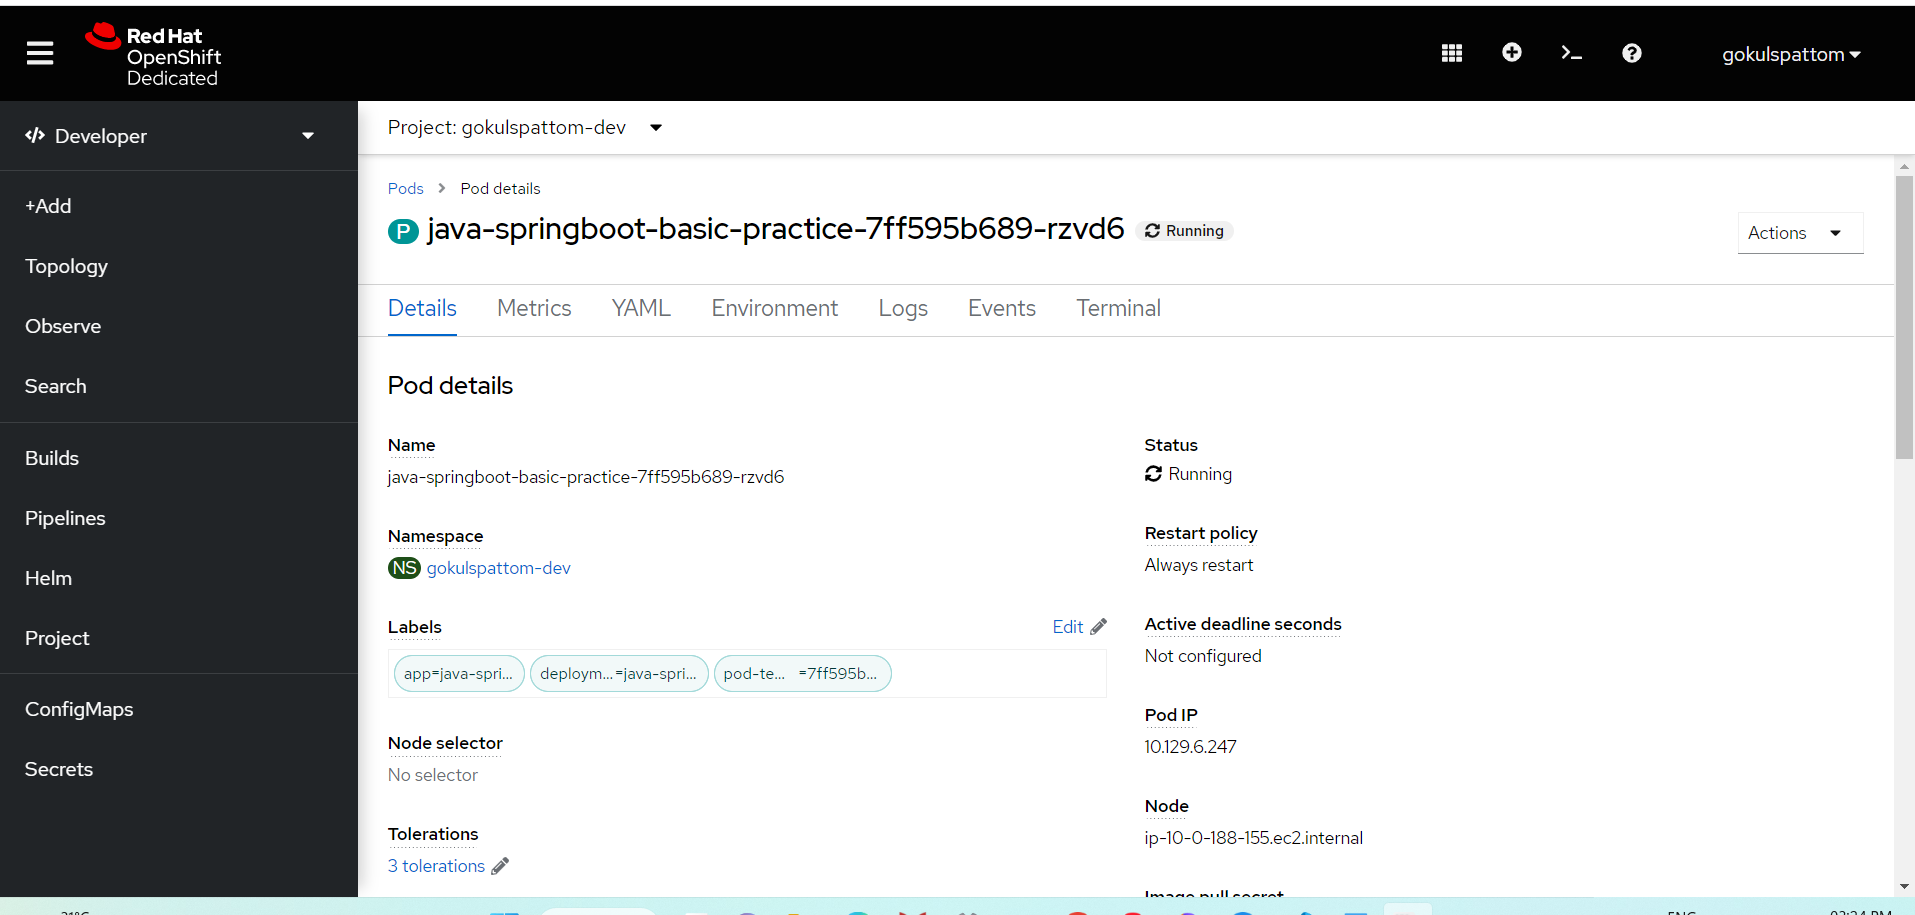 Red Hat
OpenShift
Dedicated
gokulspattom
Developer
+Add
Topology
Observe
Search
Builds
Pipelines
Helm
Project
ConfigMaps
Secrets
Project: gokulspattom-dev
Pods > Pod details
P java-springboot-basic-practice-7ff595b689-rzvd6 Running
Actions
Details Metrics YAML Environment Logs Events Terminal
Pod details
Name
java-springboot-basic-practice-7ff595b689-rzvd6
Namespace
NS gokulspattom-dev
Labels Edit
app=java-spri... deploym...=java-spri... pod-te... =7ff595b...
Node selector
No selector
Tolerations
3 tolerations
Status
Running
Restart policy
Always restart
Active deadline seconds
Not configured
Pod IP
10.129.6.247
Node
ip-10-0-188-155.ec2.internal
Image pull secret